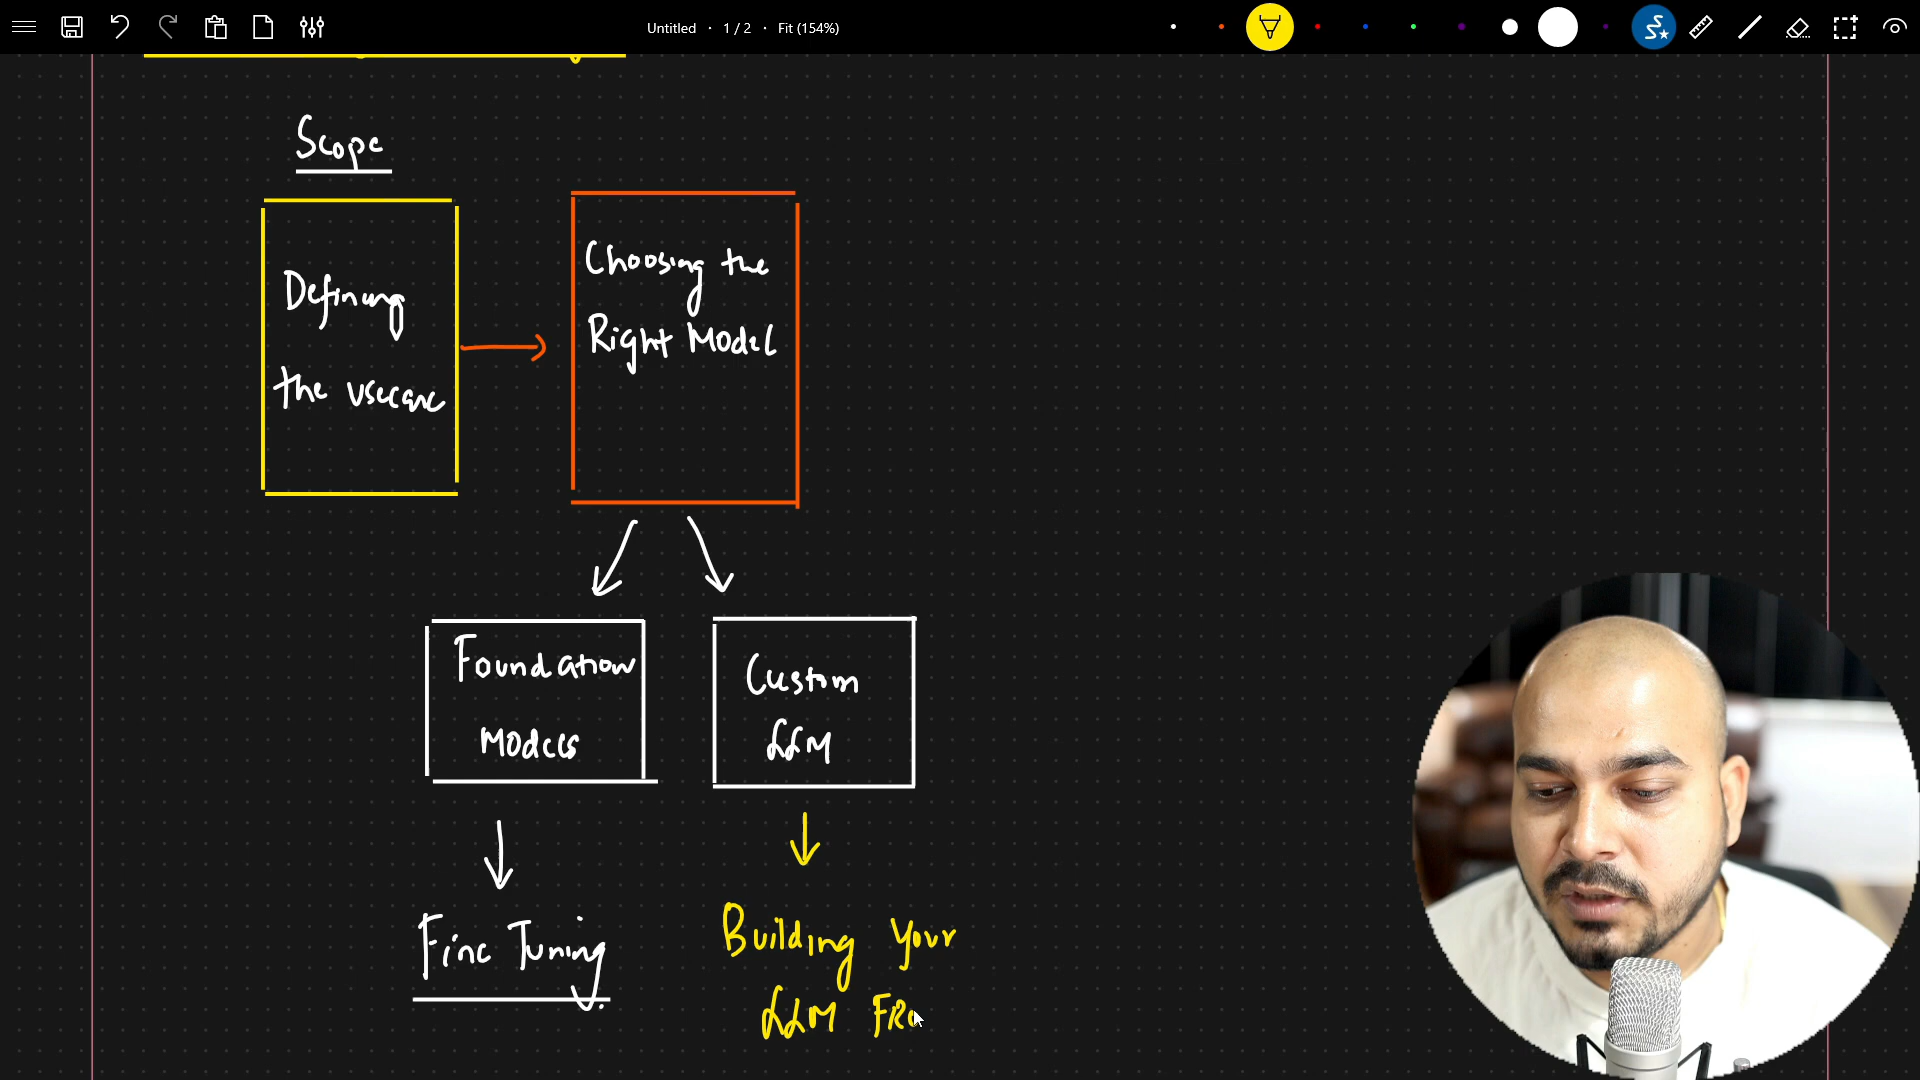 Untitled · 1 / 2 · Fit (154%)
Scope
Defining
the usecase
Choosing the
Right Model
Foundation
Models
Custom
LLM
Fine Tuning
Building Your
LLM FRO